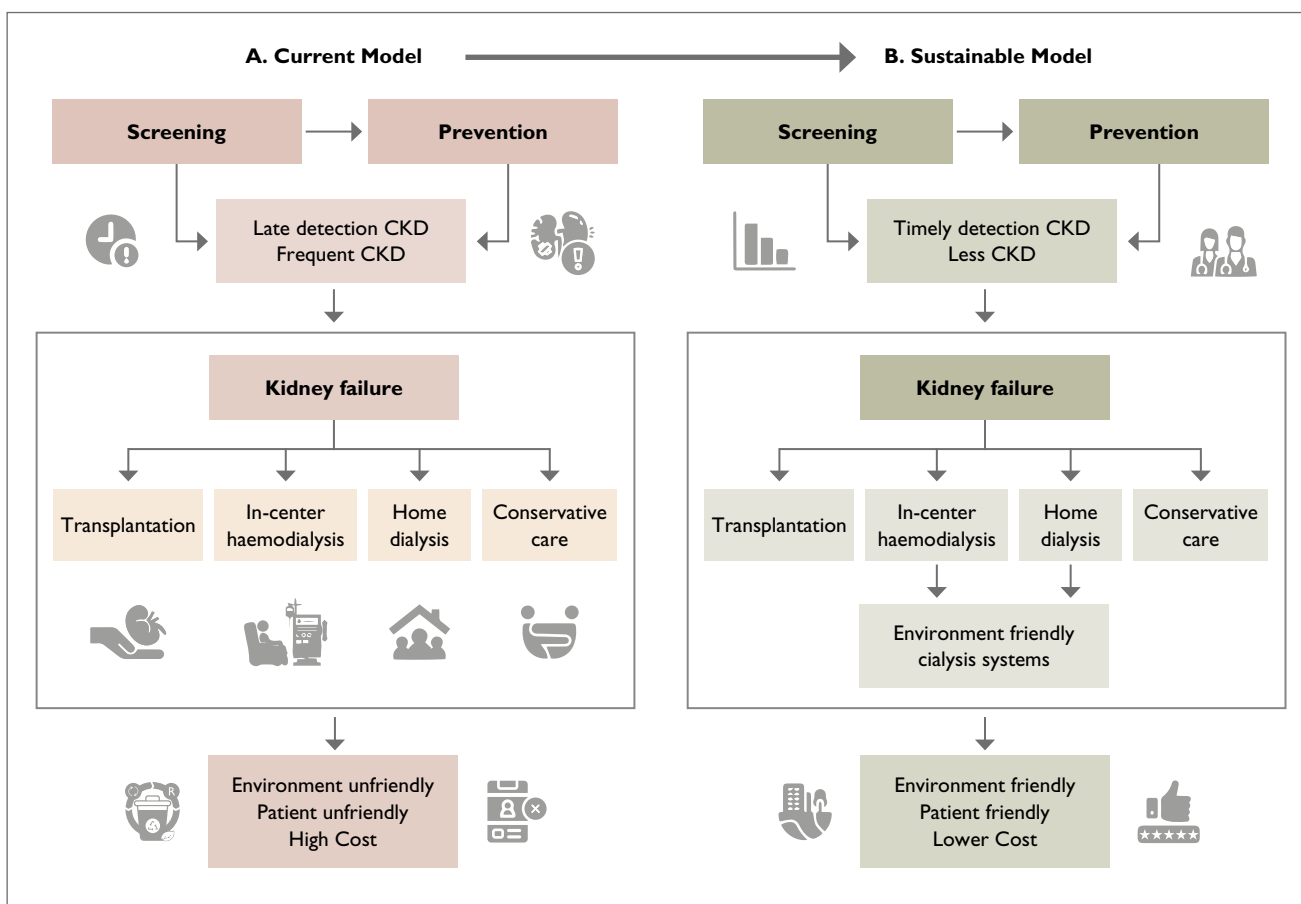 A. Current Model
Screening
Prevention
Late detection CKD
Frequent CKD
Kidney failure
Transplantation
In-center
haemodialysis
Home
dialysis
Conservative
care
Environment unfriendly
Patient unfriendly
High Cost
R
B. Sustainable Model
Screening
Prevention
Timely detection CKD
Less CKD
Kidney failure
Transplantation
In-center
haemodialysis
Home
dialysis
Conservative
care
Environment friendly
cialysis systems
Environment friendly
Patient friendly
Lower Cost